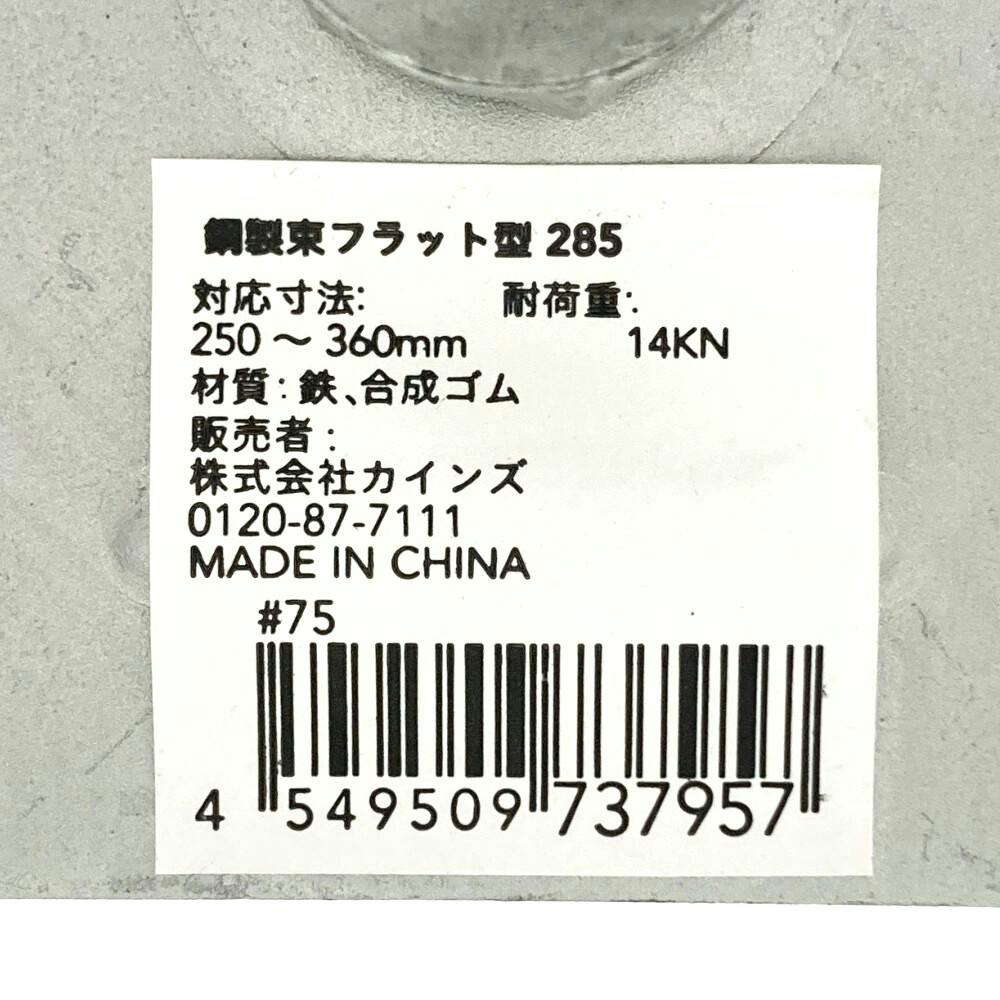 鋼製束フラット型 285
対応寸法: 耐荷重:
250 ～ 360mm 14KN
材質: 鉄、合成ゴム
販売者:
株式会社カインズ
0120-87-7111
MADE IN CHINA
#75
4 549509 737957